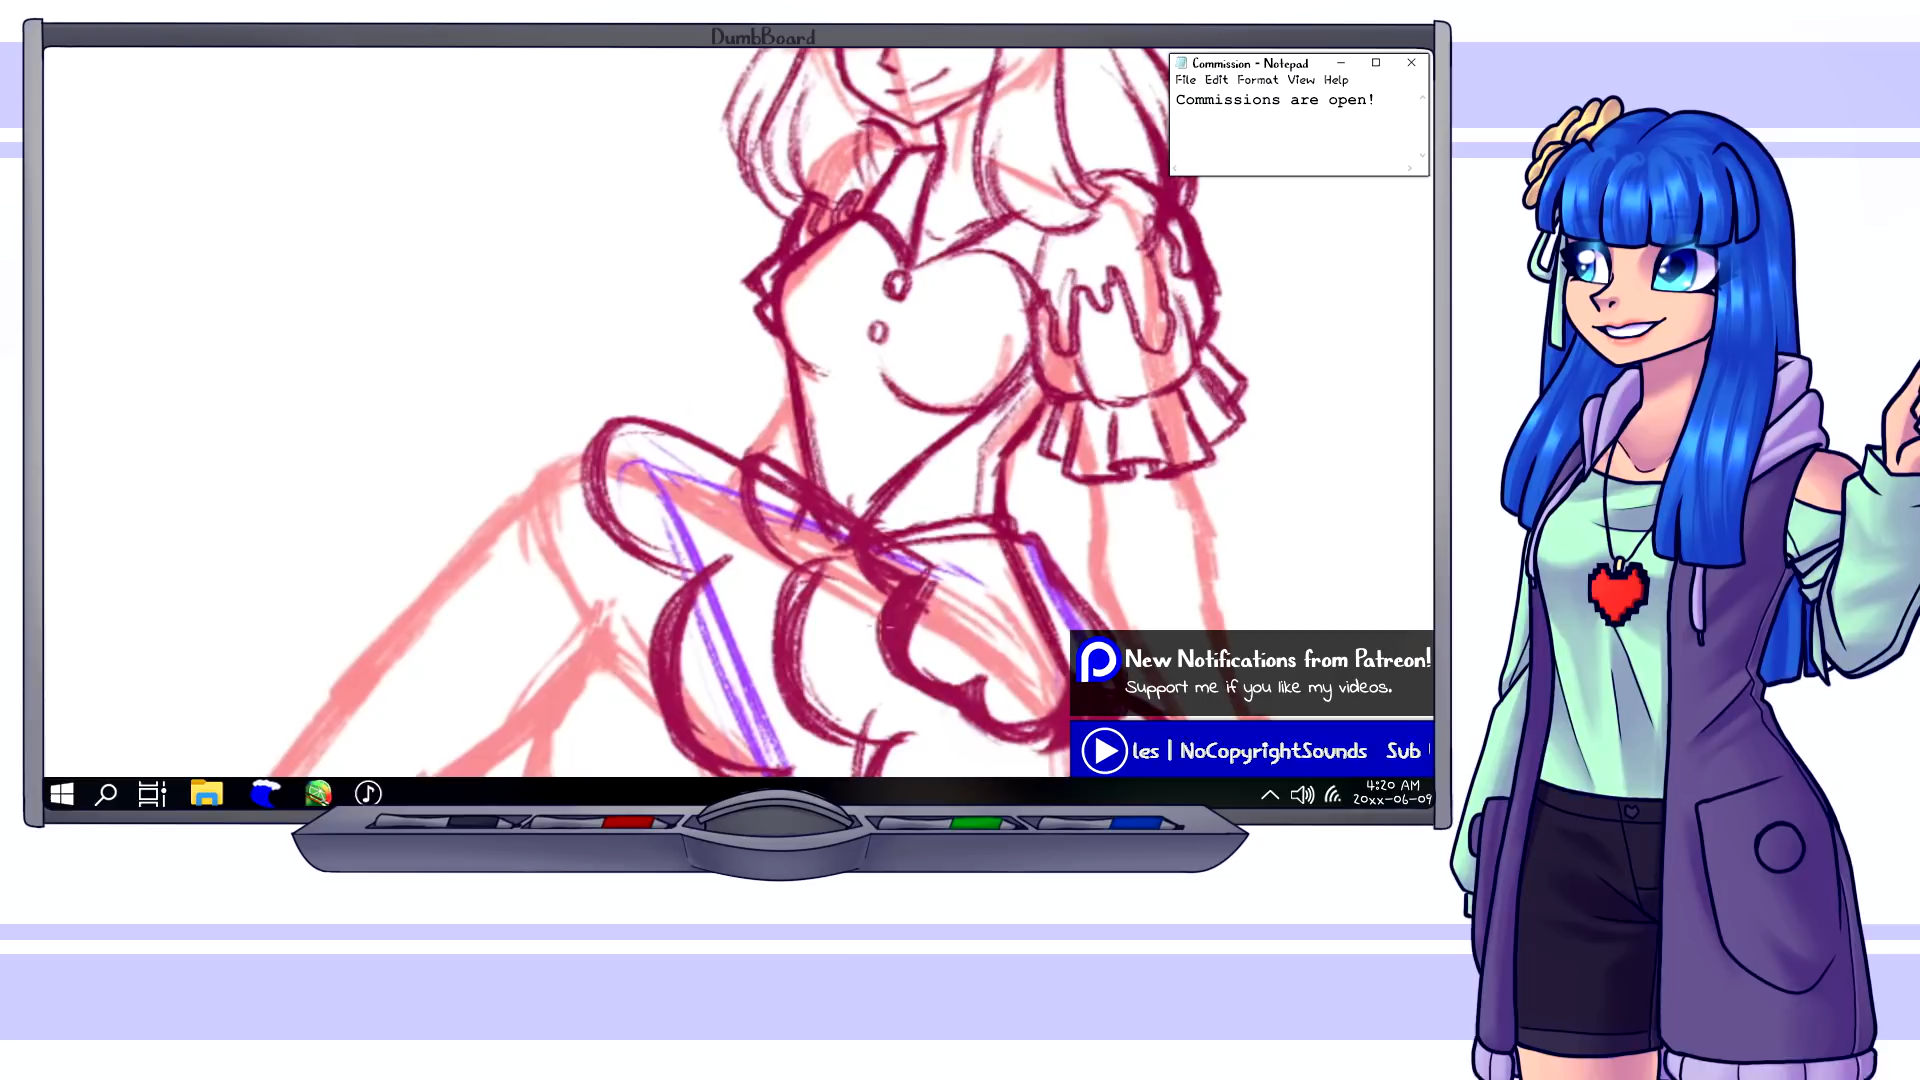 DumbBoard
Commission - Notepad
File Edit Format View Help
Commissions are open!
New Notifications from Patreon!
Support me if you like my videos.
les | NoCopyrightSounds Sub
4:20 AM
20xx-06-09